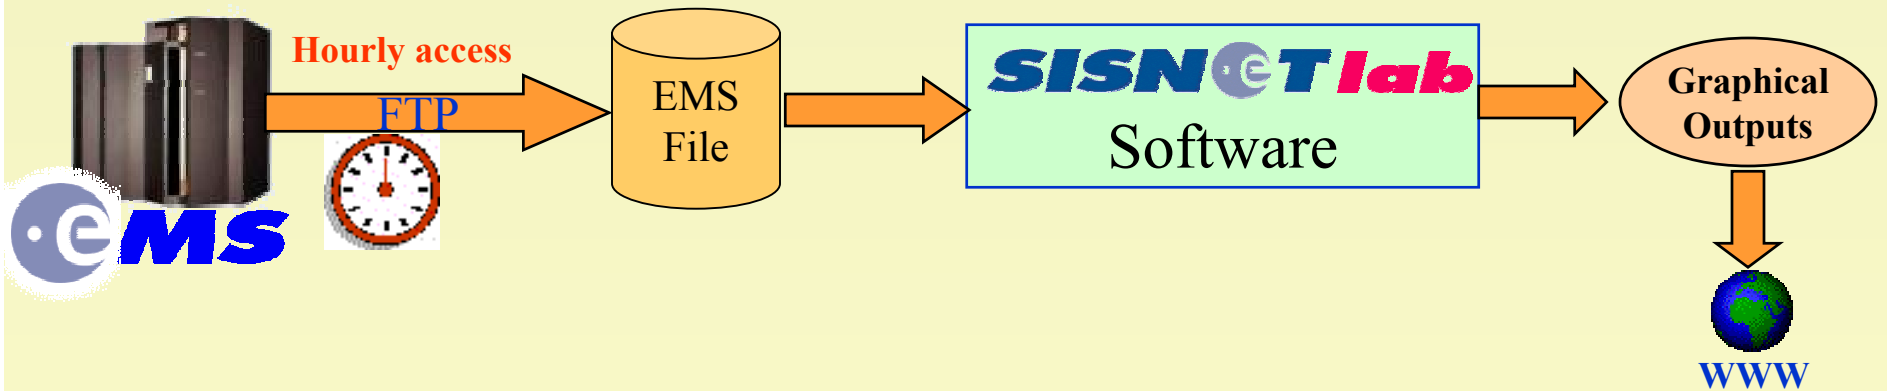 Hourly access
FTP
eMS
EMS
File
SISNeT lab
Software
Graphical
Outputs
WWW